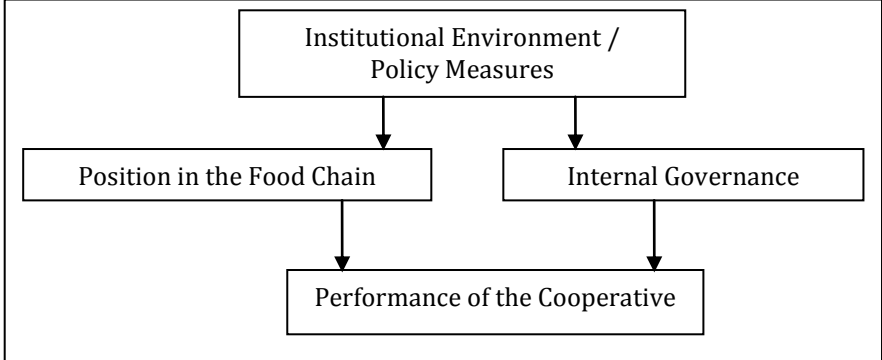 Institutional Environment /
Policy Measures
Position in the Food Chain
Internal Governance
Performance of the Cooperative